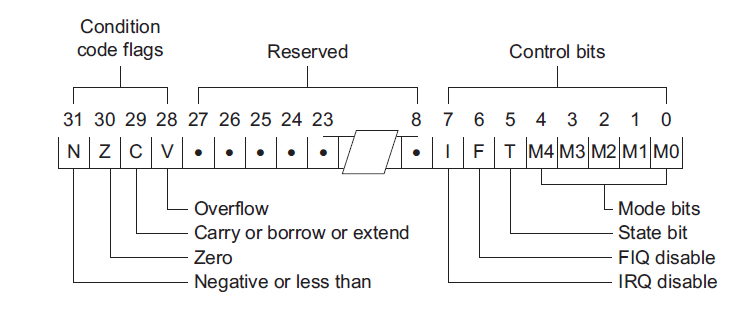 Condition
code flags
Reserved
Control bits
31 30 29 28 27 26 25 24 23 8 7 6 5 4 3 2 1 0
N Z C V • • • • • • I F T M4 M3 M2 M1 M0
Overflow
Mode bits
Carry or borrow or extend
State bit
Zero
FIQ disable
Negative or less than
IRQ disable